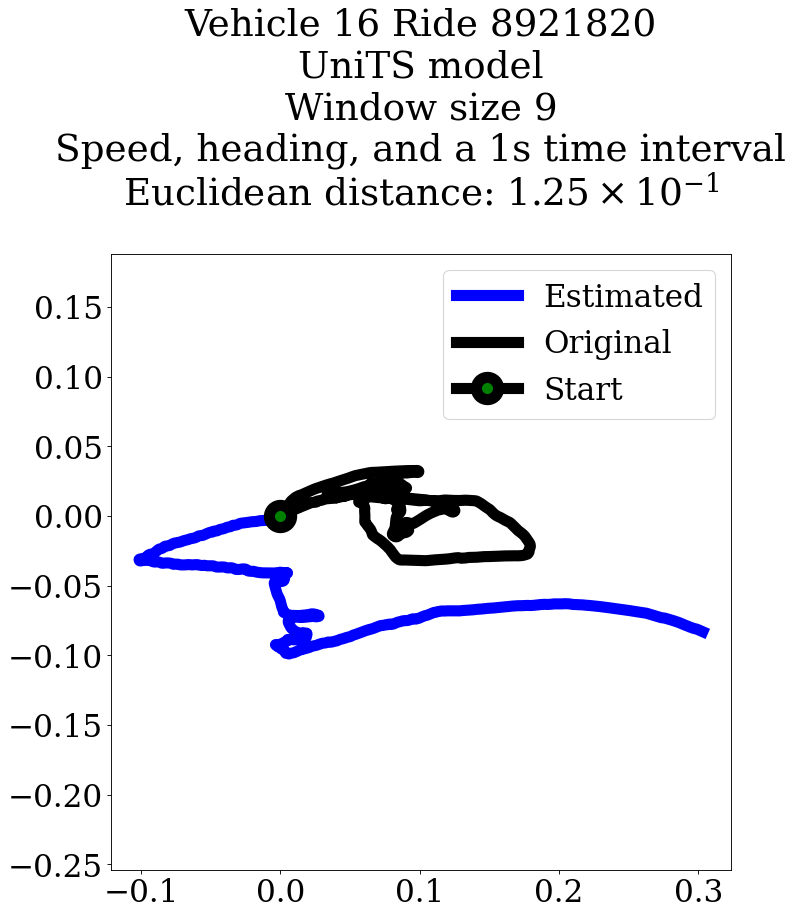 Vehicle 16 Ride 8921820
UniTS model
Window size 9
Speed, heading, and a 1s time interval
Euclidean distance: 1.25 × 10⁻¹
Estimated
Original
Start
0.15
0.10
0.05
0.00
−0.05
−0.10
−0.15
−0.20
−0.25
−0.1 0.0 0.1 0.2 0.3